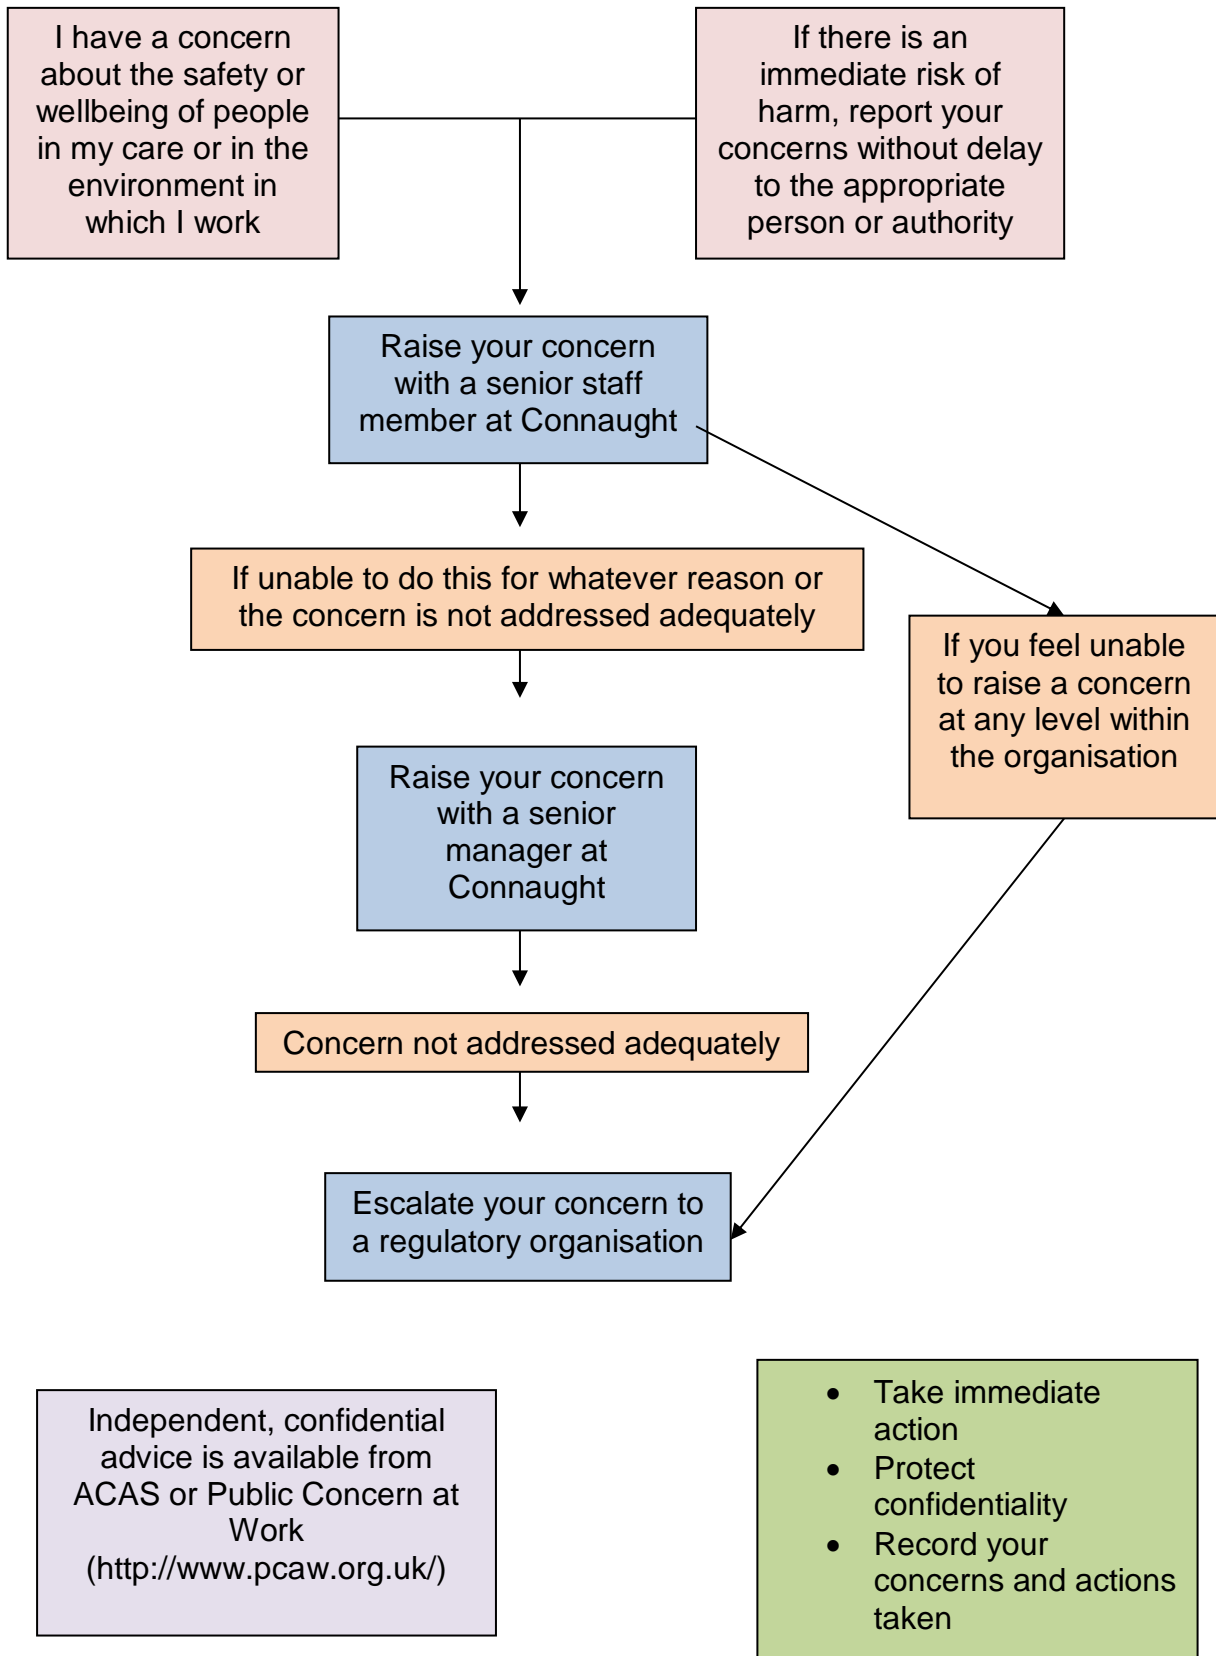 I have a concern
about the safety or
wellbeing of people
in my care or in the
environment in
which I work
If there is an
immediate risk of
harm, report your
concerns without delay
to the appropriate
person or authority
Raise your concern
with a senior staff
member at Connaught
If unable to do this for whatever reason or
the concern is not addressed adequately
If you feel unable
to raise a concern
at any level within
the organisation
Raise your concern
with a senior
manager at
Connaught
Concern not addressed adequately
Escalate your concern to
a regulatory organisation
Independent, confidential
advice is available from
ACAS or Public Concern at
Work
(http://www.pcaw.org.uk/)
• Take immediate
action
• Protect
confidentiality
• Record your
concerns and actions
taken